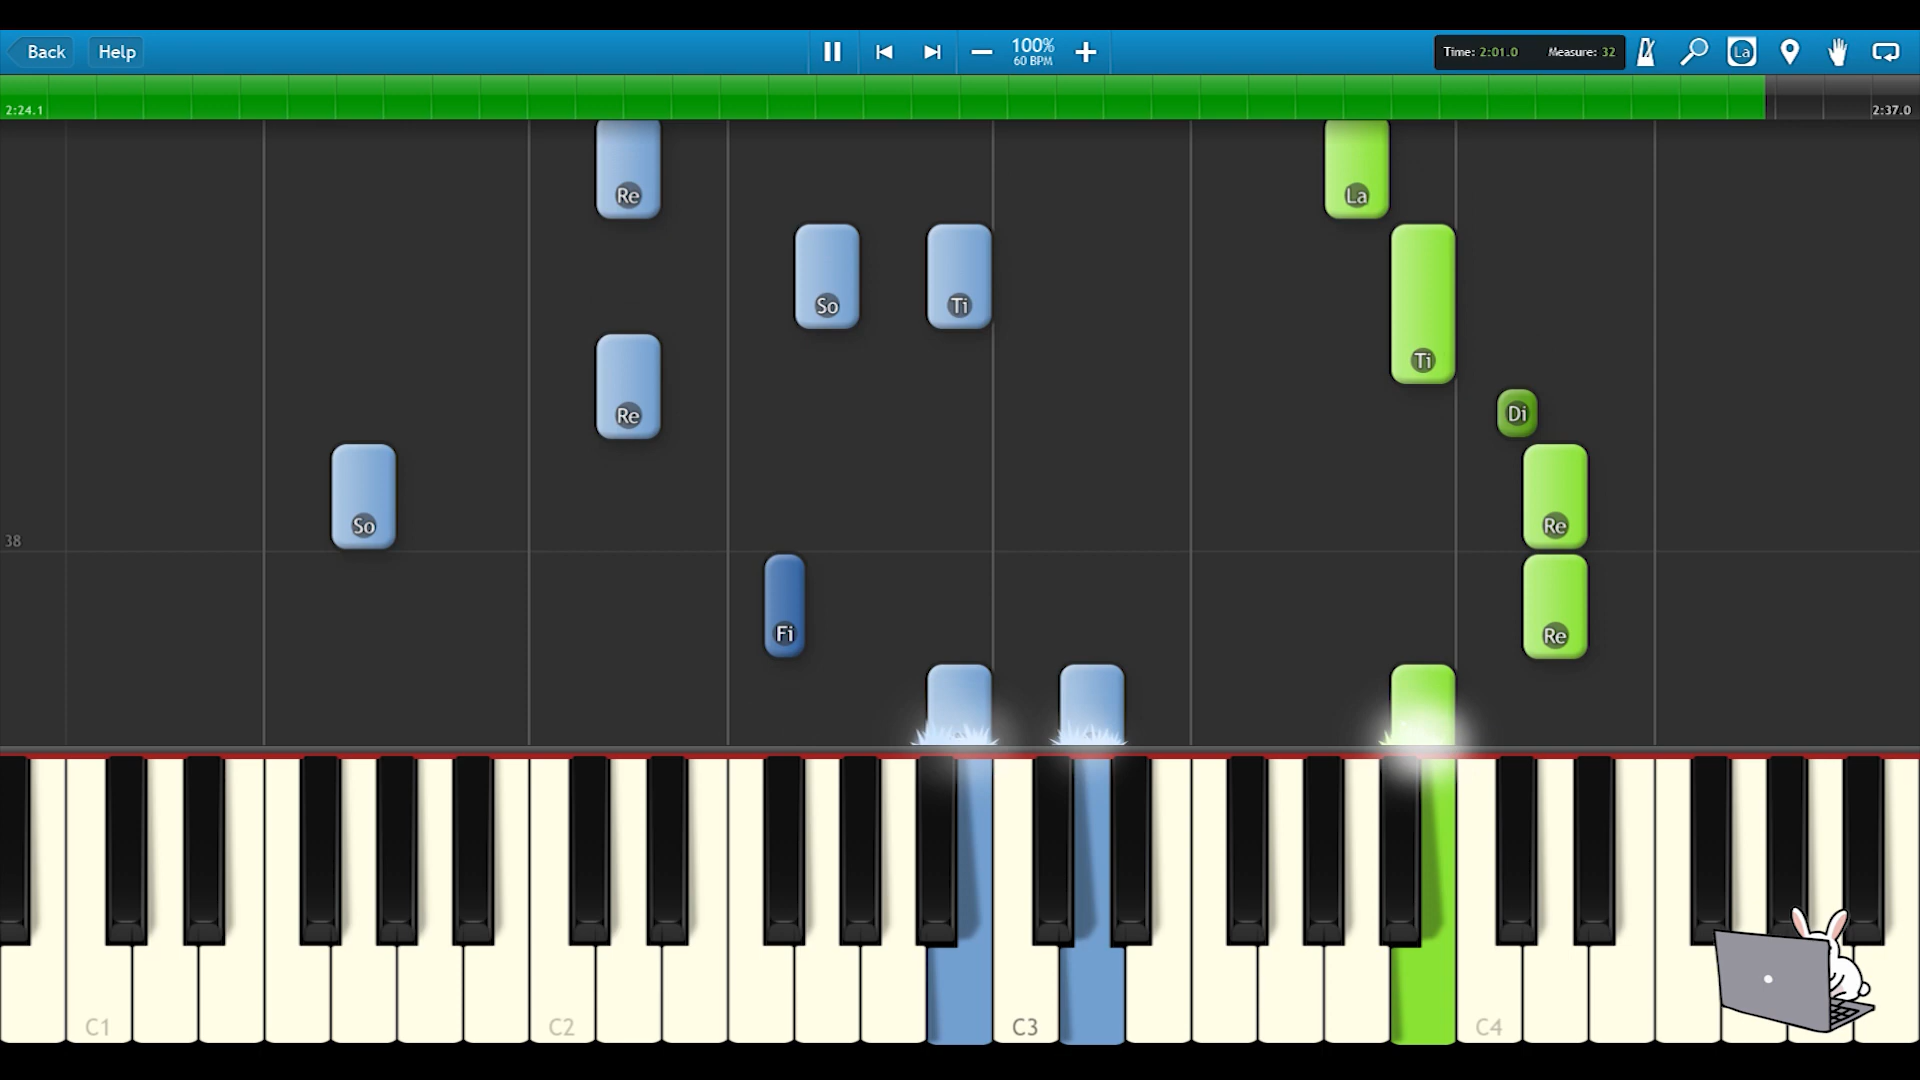 Back Help 100% 60 BPM Time: 2:01.0 Measure: 32 La
2:24.1 2:37.0
Re La
So Ti
Ti
Re Di
So Re
38
Fi Re
C1 C2 C3 C4